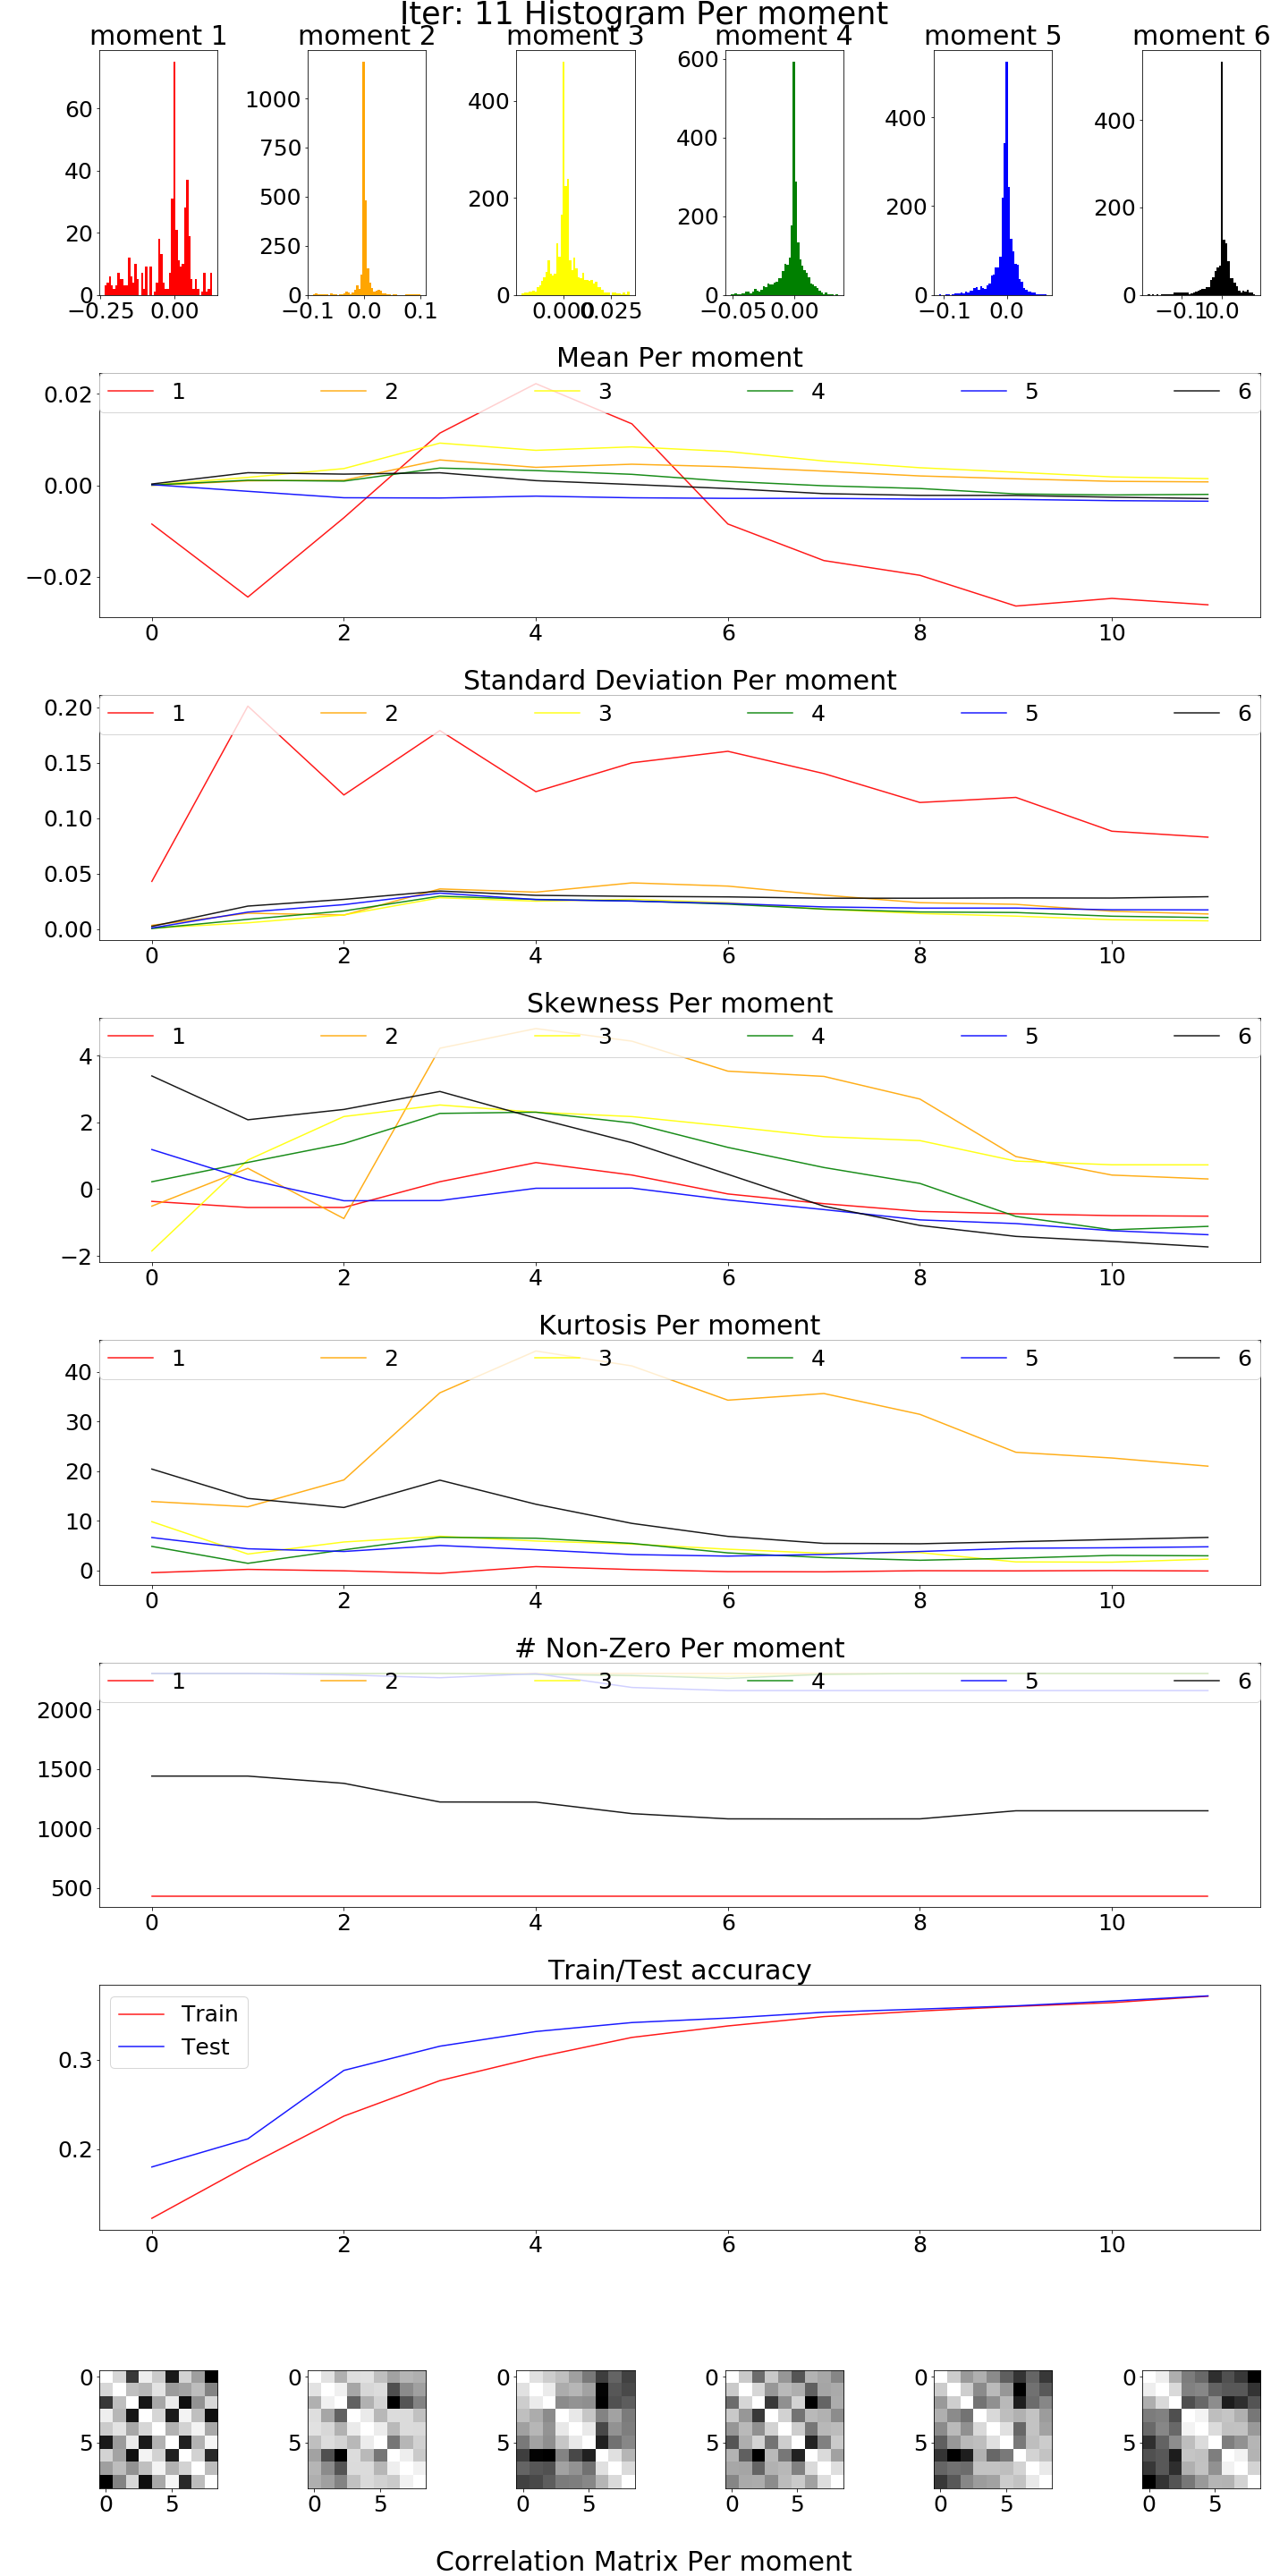 Iter: 11 Histogram Per moment
moment 1 moment 2 moment 3 moment 4 moment 5 moment 6
60
40
20
0
−0.25 0.00
1000
750
500
250
0
−0.1 0.0 0.1
400
200
0
0.000 0.025
600
400
200
0
−0.05 0.00
400
200
0
−0.1 0.0
400
200
0
−0.1 0.0
Mean Per moment
1 2 3 4 5 6
0.02
0.00
−0.02
0 2 4 6 8 10
Standard Deviation Per moment
1 2 3 4 5 6
0.20
0.15
0.10
0.05
0.00
0 2 4 6 8 10
Skewness Per moment
1 2 3 4 5 6
4
2
0
−2
0 2 4 6 8 10
Kurtosis Per moment
1 2 3 4 5 6
40
30
20
10
0
0 2 4 6 8 10
# Non-Zero Per moment
1 2 3 4 5 6
2000
1500
1000
500
0 2 4 6 8 10
Train/Test accuracy
Train
Test
0.3
0.2
0 2 4 6 8 10
0 0 0 0 0 0
5 5 5 5 5 5
0 5 0 5 0 5 0 5 0 5 0 5
Correlation Matrix Per moment